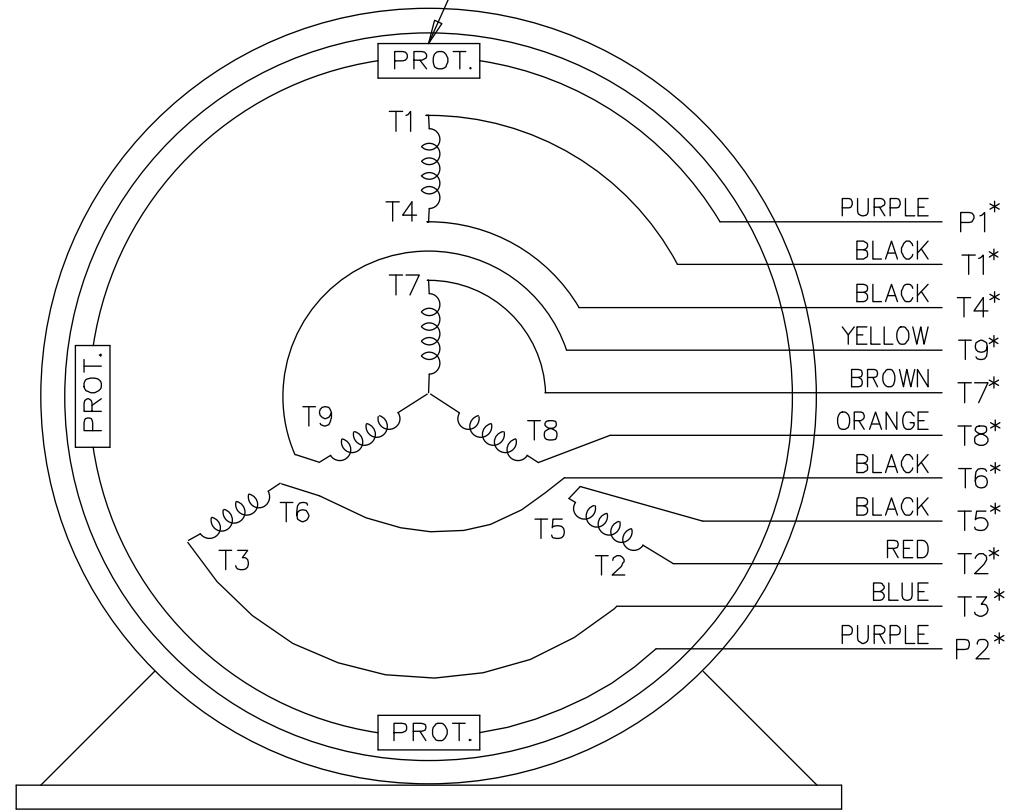 PROT.
T1
T4
T7
T9
T8
T6
T5
T3
T2
PROT.
PROT.
PURPLE P1*
BLACK T1*
BLACK T4*
YELLOW T9*
BROWN T7*
ORANGE T8*
BLACK T6*
BLACK T5*
RED T2*
BLUE T3*
PURPLE P2*